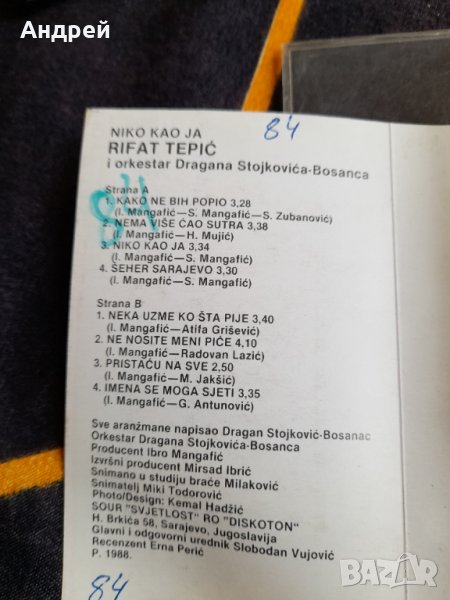 Андрей
84
NIKO KAO JA
RIFAT TEPIĆ
i orkestar Dragana Stojkovića-Bosanca
Strana A
84
1. KAKO NE BIH POPIO 3,28
(I. Mangafić—S. Mangafić—S. Zubanović)
2. NEMA VIŠE ĆAO SUTRA 3,38
(I. Mangafić—H. Mujić)
3. NIKO KAO JA 3,34
(I. Mangafić—S. Mangafić)
4. ŠEHER SARAJEVO 3,30
(I. Mangafić—S. Mangafić)
Strana B
1. NEKA UZME KO ŠTA PIJE 3,40
(I. Mangafić—Atifa Grišević)
2. NE NOSITE MENI PIĆE 4,10
(I. Mangafić—Radovan Lazić)
3. PRISTAĆU NA SVE 2,50
(I. Mangafić—M. Jakšić)
4. IMENA SE MOGA SJETI 3,35
(I. Mangafić—G. Antunović)
Sve aranžmane napisao Dragan Stojković-Bosanac
Orkestar Dragana Stojkovića-Bosanca
Producent Ibro Mangafić
Izvršni producent Mirsad Ibrić
Snimano u studiju braće Milaković
Snimatelj Miki Todorović
Photo/Design: Kemal Hadžić
SOUR "SVJETLOST" RO "DISKOTON"
H. Brkića 58, Sarajevo, Jugoslavija
Glavni i odgovorni urednik Slobodan Vujović
Recenzent Erna Perić
P. 1988.
84
BAZAR